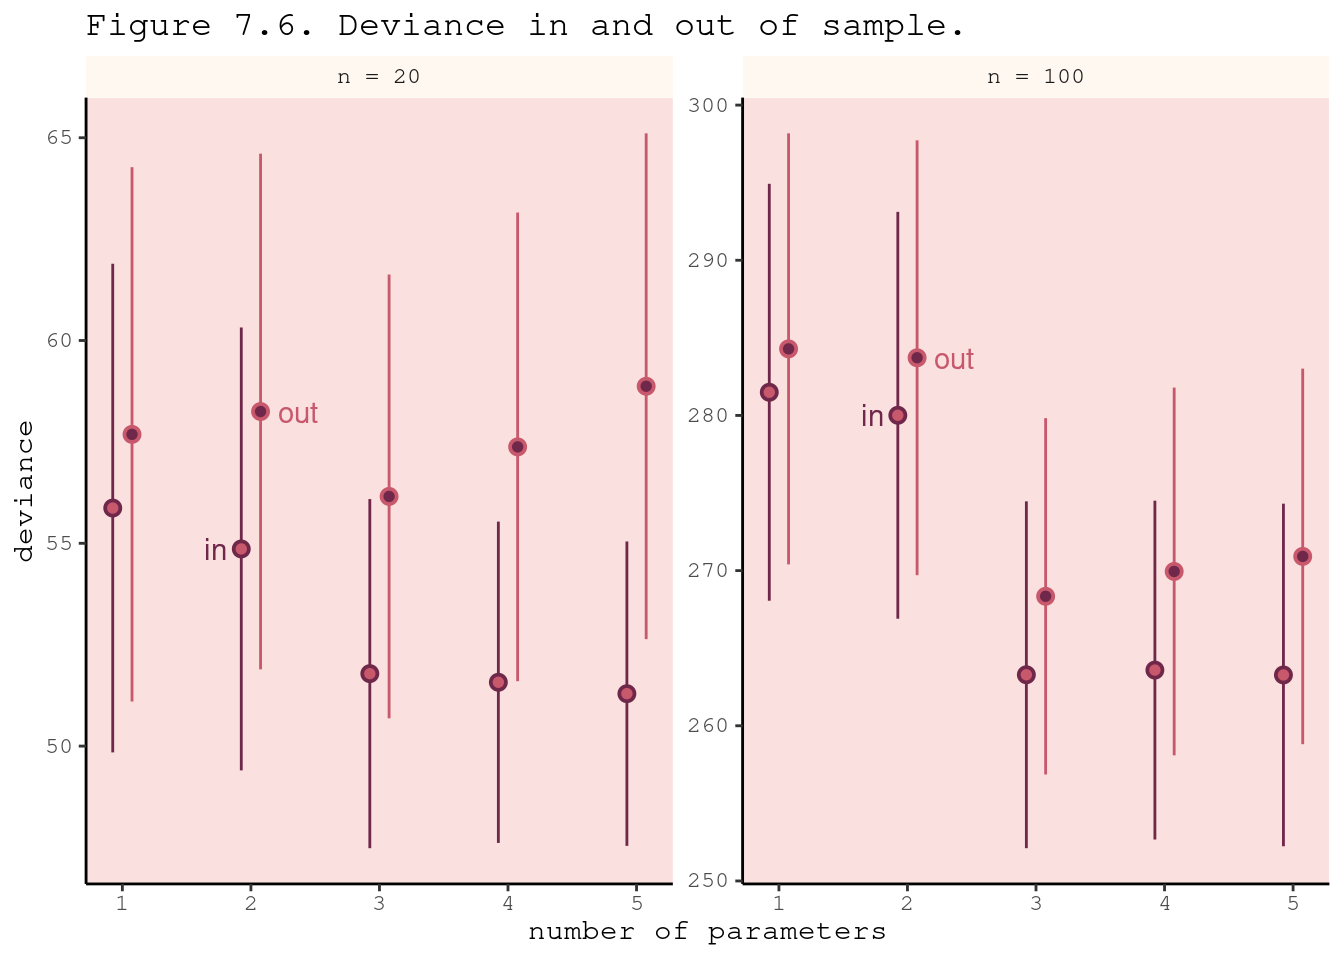 Figure 7.6. Deviance in and out of sample.
n = 20
n = 100
deviance
65
60
55
50
in
out
1 2 3 4 5
300
290
280
270
260
250
in
out
1 2 3 4 5
number of parameters